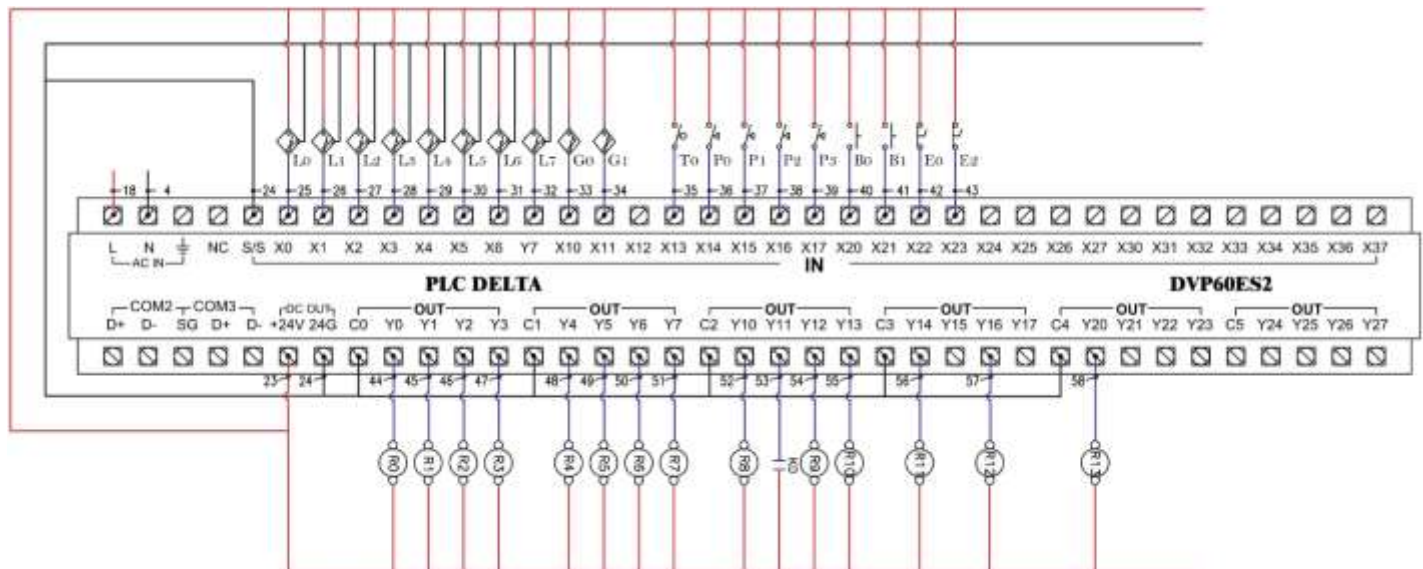 L0 L1 L2 L3 L4 L5 L6 L7 G0 G1 T0 P0 P1 P2 P3 B0 B1 E0 E2
18 4 24 25 26 27 28 29 30 31 32 33 34 35 36 37 38 39 40 41 42 43
L N NC S/S X0 X1 X2 X3 X4 X5 X6 Y7 X10 X11 X12 X13 X14 X15 X16 X17 X20 X21 X22 X23 X24 X25 X26 X27 X30 X31 X32 X33 X34 X35 X36 X37
AC IN IN
PLC DELTA DVP60ES2
COM2 COM3 DC OUT OUT OUT OUT OUT OUT
D+ D- SG D+ D- +24V 24G C0 Y0 Y1 Y2 Y3 C1 Y4 Y5 Y6 Y7 C2 Y10 Y11 Y12 Y13 C3 Y14 Y15 Y16 Y17 C4 Y20 Y21 Y22 Y23 C5 Y24 Y25 Y26 Y27
23 24 44 45 46 47 48 49 50 51 52 53 54 55 56 57 58
R0 R1 R2 R3 R4 R5 R6 R7 R8 R9 R10 R11 R12 R13